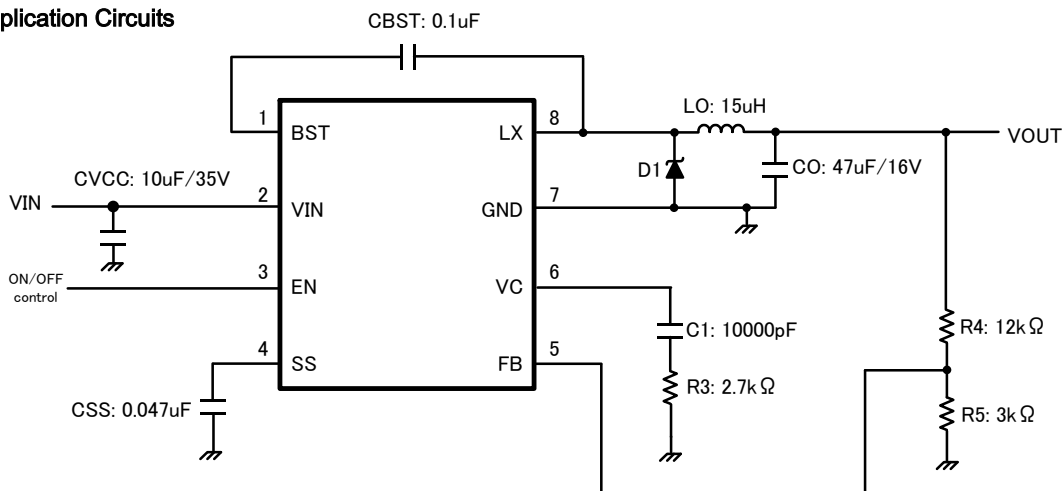 plication Circuits
CBST: 0.1uF
1
BST
LX
8
LO: 15uH
VOUT
CVCC: 10uF/35V
D1
CO: 47uF/16V
VIN
2
VIN
GND
7
ON/OFF
control
3
EN
VC
6
C1: 10000pF
R4: 12kΩ
4
SS
FB
5
R3: 2.7kΩ
CSS: 0.047uF
R5: 3kΩ